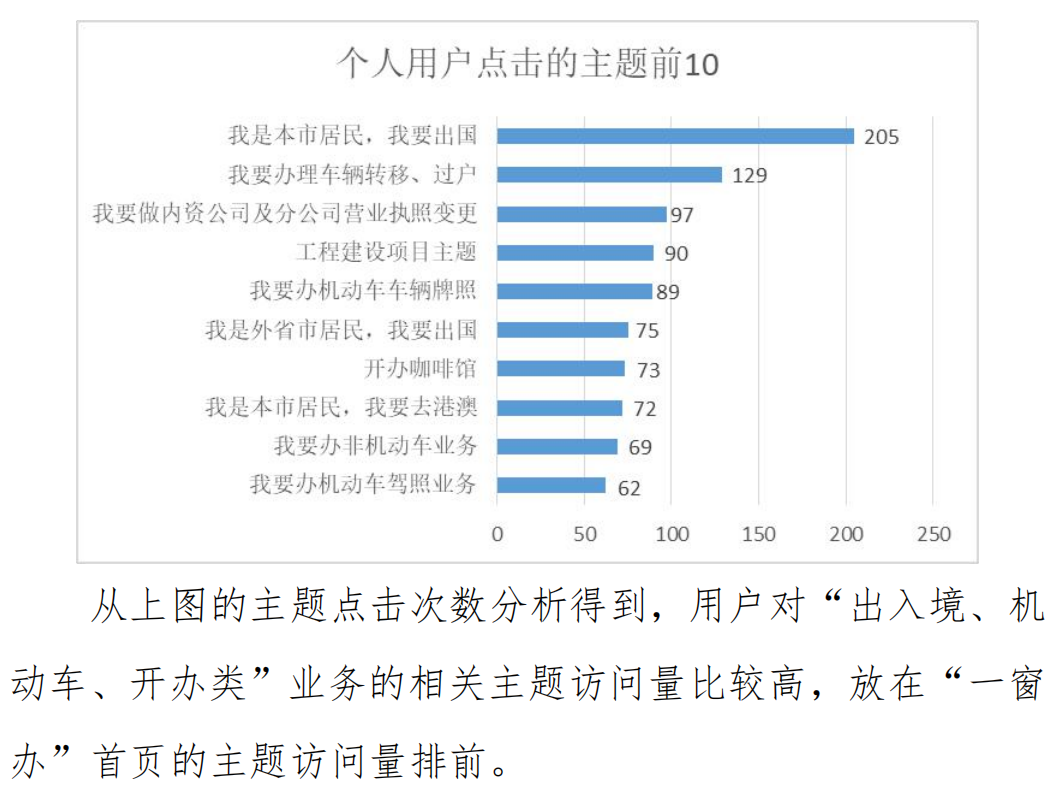 个人用户点击的主题前10
我是本市居民，我要出国 205
我要办理车辆转移、过户 129
我要做内资公司及分公司营业执照变更 97
工程建设项目主题 90
我要办机动车车辆牌照 89
我是外省市居民，我要出国 75
开办咖啡馆 73
我是本市居民，我要去港澳 72
我要办非机动车业务 69
我要办机动车驾照业务 62
0 50 100 150 200 250
从上图的主题点击次数分析得到，用户对“出入境、机
动车、开办类”业务的相关主题访问量比较高，放在“一窗
办”首页的主题访问量排前。